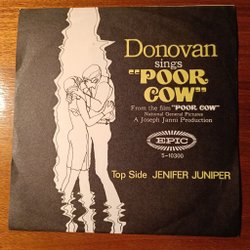 Donovan
sings
"POOR
COW"
From the film "POOR COW"
National General Pictures
A Joseph Janni Production
EPIC
5-10300
Top Side JENIFER JUNIPER